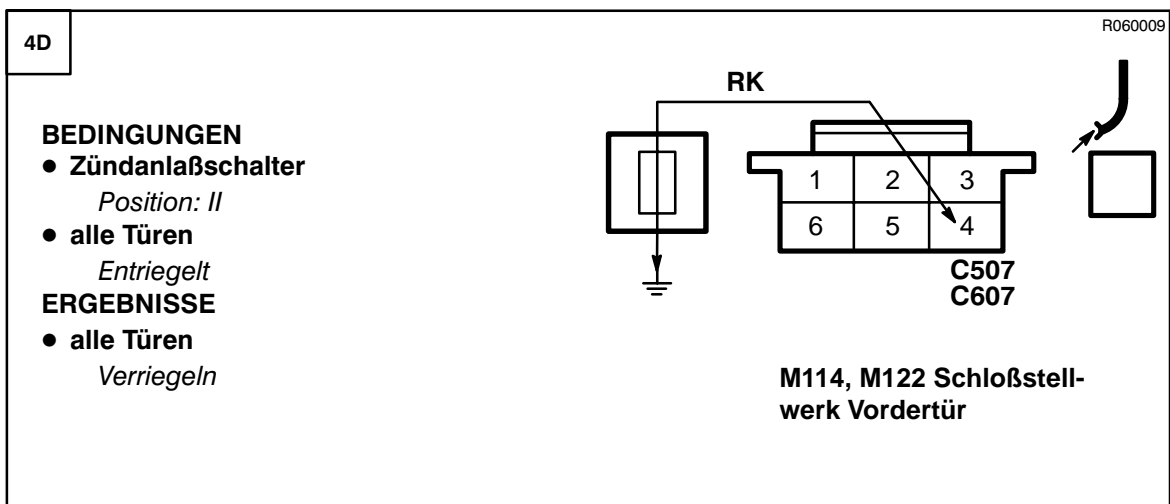 4D
R060009
BEDINGUNGEN
● Zündanlaßschalter
Position: II
● alle Türen
Entriegelt
ERGEBNISSE
● alle Türen
Verriegeln
RK
1 2 3
6 5 4
C507
C607
M114, M122 Schloßstell-
werk Vordertür